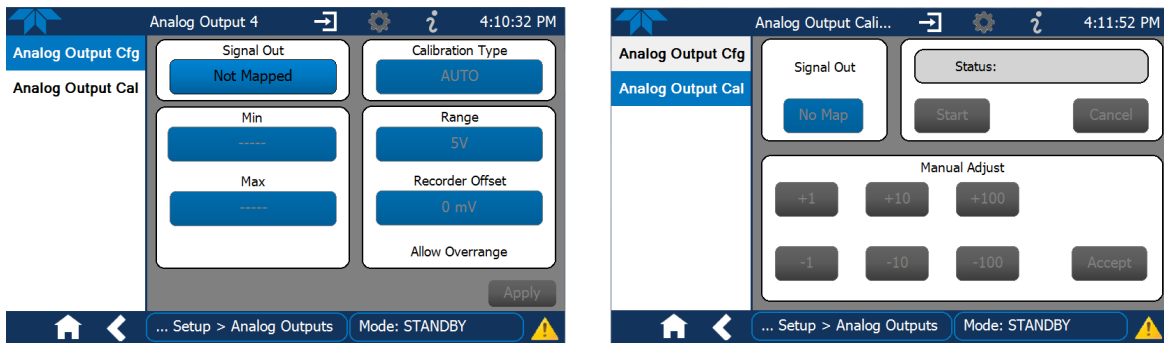 Analog Output 4
4:10:32 PM
Analog Output Cfg
Analog Output Cal
Signal Out
Not Mapped
Calibration Type
AUTO
Min
-----
Max
-----
Range
5V
Recorder Offset
0 mV
Allow Overrange
Apply
... Setup > Analog Outputs
Mode: STANDBY
Analog Output Cali...
4:11:52 PM
Analog Output Cfg
Analog Output Cal
Signal Out
No Map
Status:
Start
Cancel
Manual Adjust
+1
+10
+100
-1
-10
-100
Accept
... Setup > Analog Outputs
Mode: STANDBY